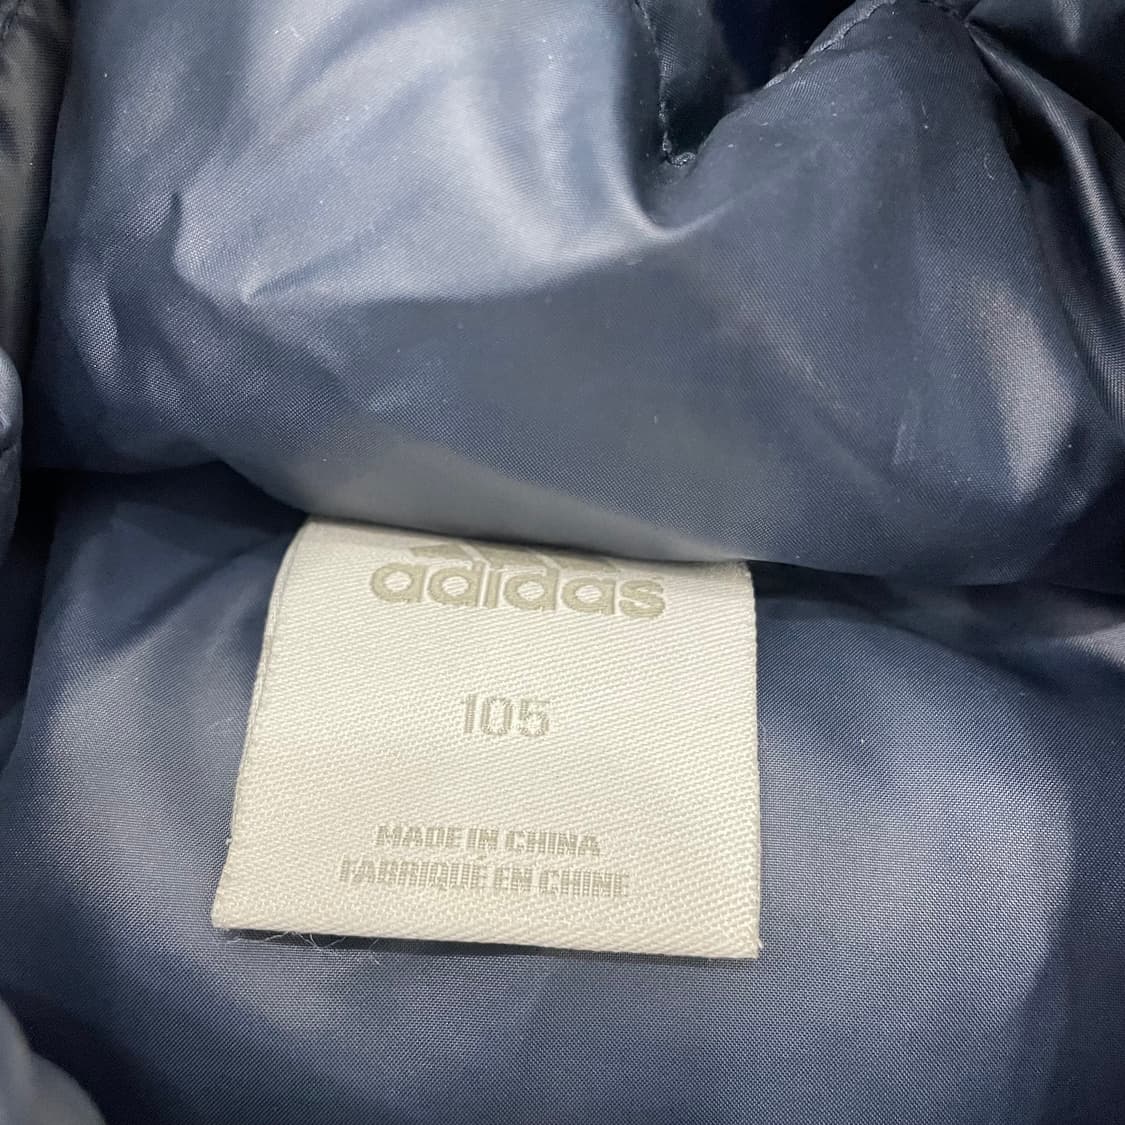 adidas
105
MADE IN CHINA
FABRIQUÉ EN CHINE